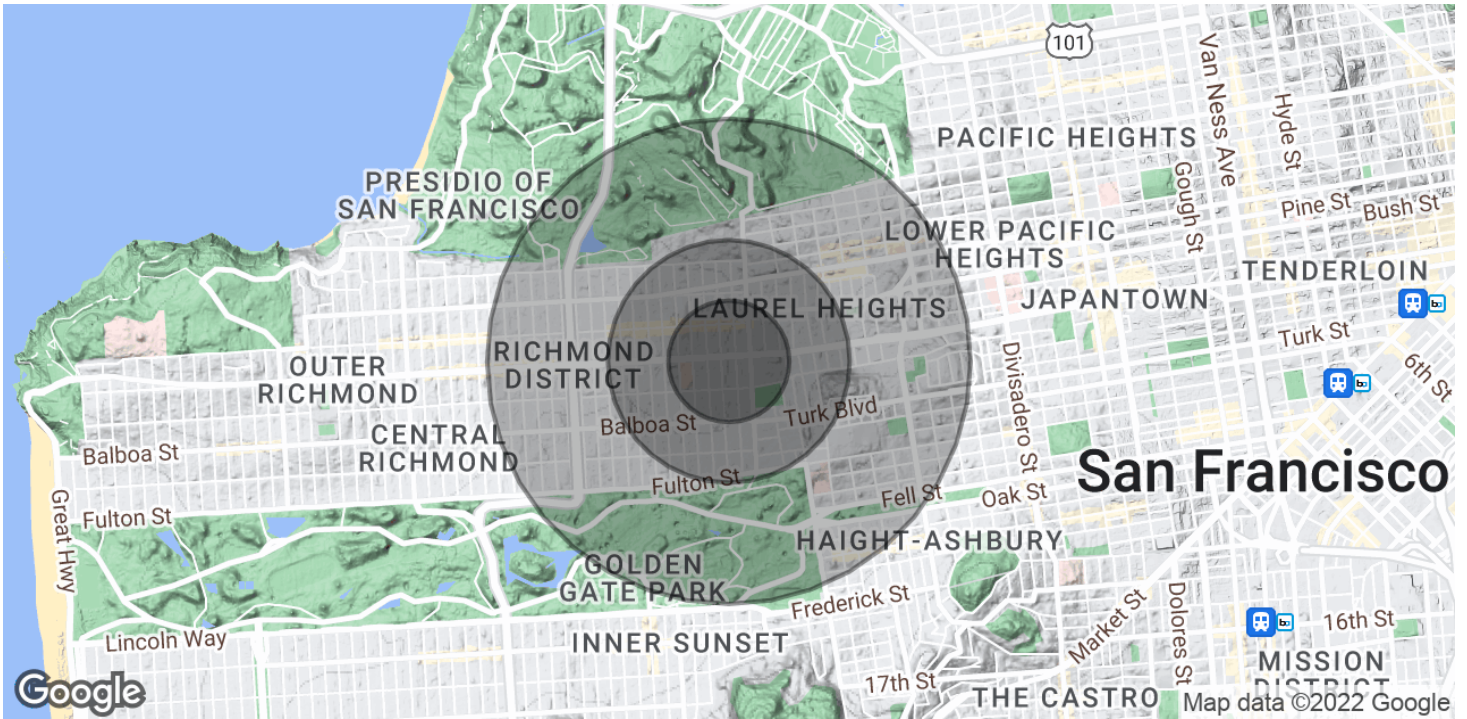 101
Van Ness Ave
Hyde St
PACIFIC HEIGHTS
PRESIDIO OF
SAN FRANCISCO
Gough St
Pine St
Bush St
LOWER PACIFIC
HEIGHTS
TENDERLOIN
JAPANTOWN
LAUREL HEIGHTS
Turk St
6th St
OUTER
RICHMOND
RICHMOND
DISTRICT
Divisadero St
Balboa St
Turk Blvd
CENTRAL
RICHMOND
Balboa St
San Francisco
Great Hwy
Fulton St
Fulton St
Fell St
Oak St
HAIGHT-ASHBURY
GOLDEN
GATE PARK
Frederick St
Market St
Dolores St
16th St
Lincoln Way
INNER SUNSET
MISSION
DISTRICT
17th St
THE CASTRO
Google
Map data ©2022 Google